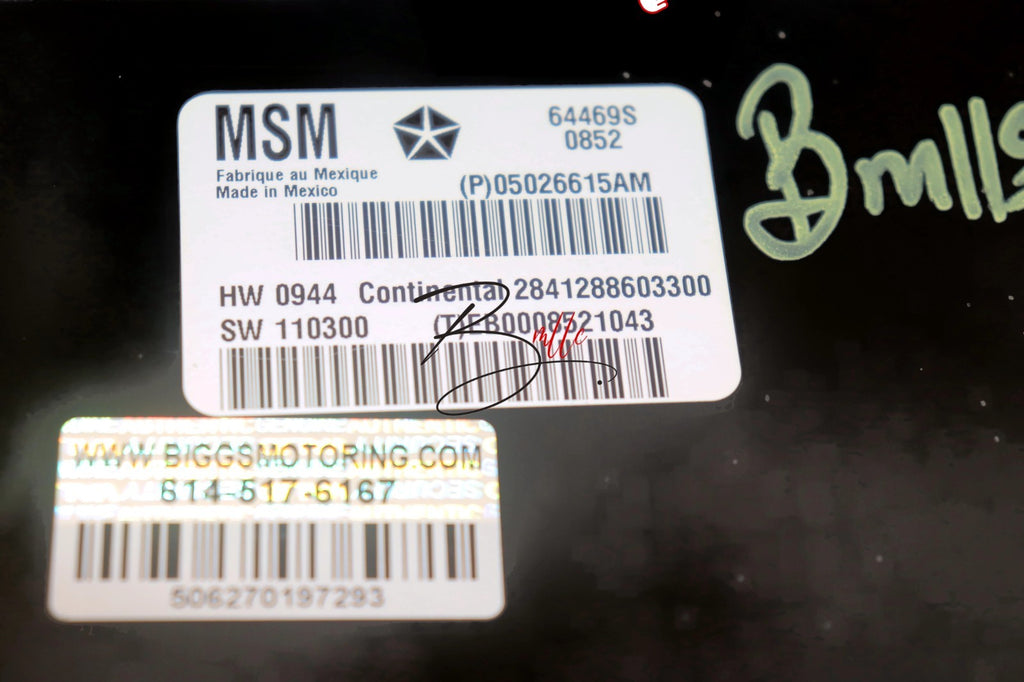 MSM
64469S
0852
Fabrique au Mexique
Made in Mexico
(P)05026615AM
HW 0944 Continental 2841288603300
SW 110300
WWW.BIGGSMOTORING.COM
614-517-6167
506270197293